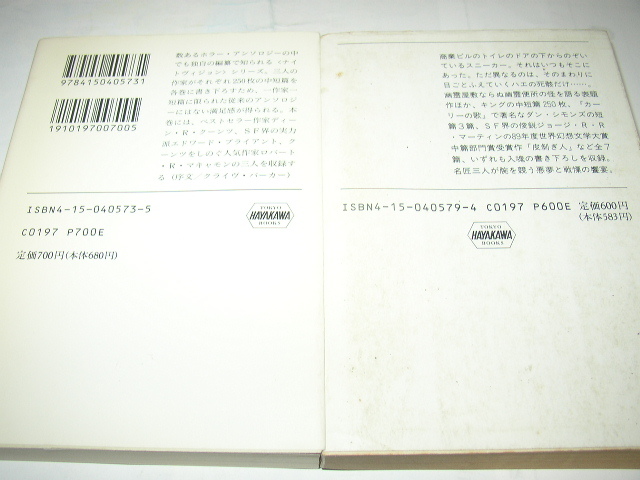 数あるホラー・アンソロジーの中
でも独自の編纂で知られる《ナイ
トヴィジョン》シリーズ。三人の
作家がそれぞれ250枚の中短篇を
各巻に書き下ろすため、一作家一
短篇に限られた従来のアンソロジ
ーにはない満足感が得られる。本
巻には、ベストセラー作家ディー
ン・R・クーンツ、SF界の実力
派エドワード・ブライアント、ク
ーンツをしのぐ人気作家ロバート
・R・マキャモンの三人を収録す
る（序文／クライヴ・バーカー）
9784150405731
1910197007005
ISBN4-15-040573-5
C0197 P700E
定価700円(本体680円)
TOKYO
HAYAKAWA
BOOKS
商業ビルのトイレのドアの下からのぞい
ているスニーカー。それはいつもそこに
あった。ただ異なるのは、そのまわりに
日ごとふえていくハエの死骸だけ……。
幽霊屋敷ならぬ幽霊便所の怪を語る表題
作ほか、キングの中短篇250枚、『カー
リーの歌』で著名なダン・シモンズの短
篇3篇、SF界の俊鋭ジョージ・R・R
・マーティンの89年度世界幻想文学大賞
中篇部門賞受賞作「皮剥ぎ人」など全7
篇、いずれも入魂の書き下ろしを収録。
名匠三人が腕を競う悪夢と戦慄の饗宴。
ISBN4-15-040579-4 C0197 P600E
定価600円
(本体583円)
TOKYO
HAYAKAWA
BOOKS